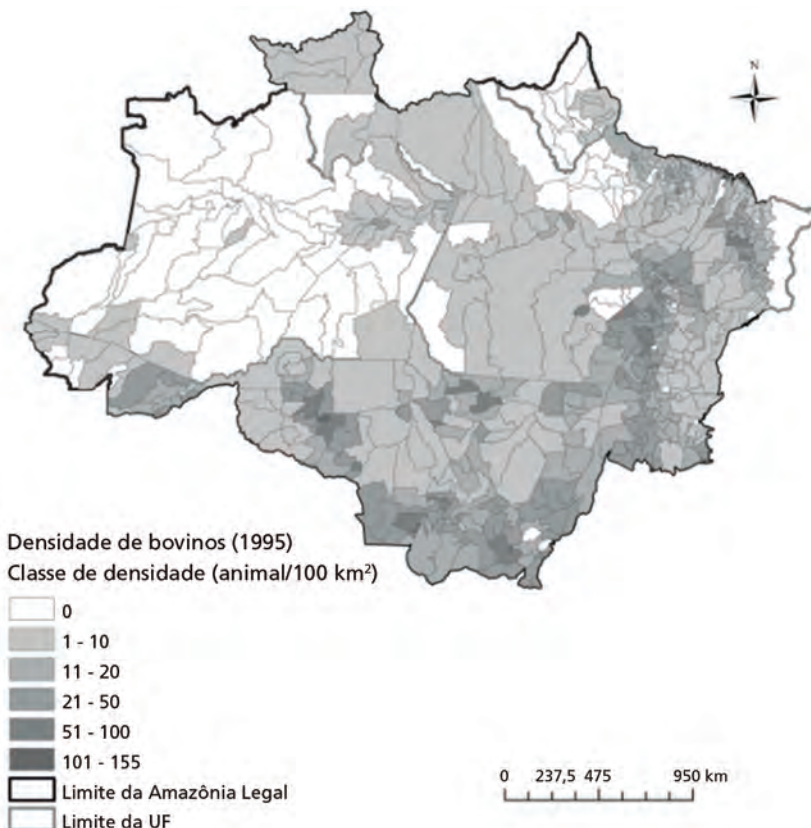 N
Densidade de bovinos (1995)
Classe de densidade (animal/100 km²)
0
1 - 10
11 - 20
21 - 50
51 - 100
101 - 155
Limite da Amazônia Legal
Limite da UF
0 237,5 475 950 km